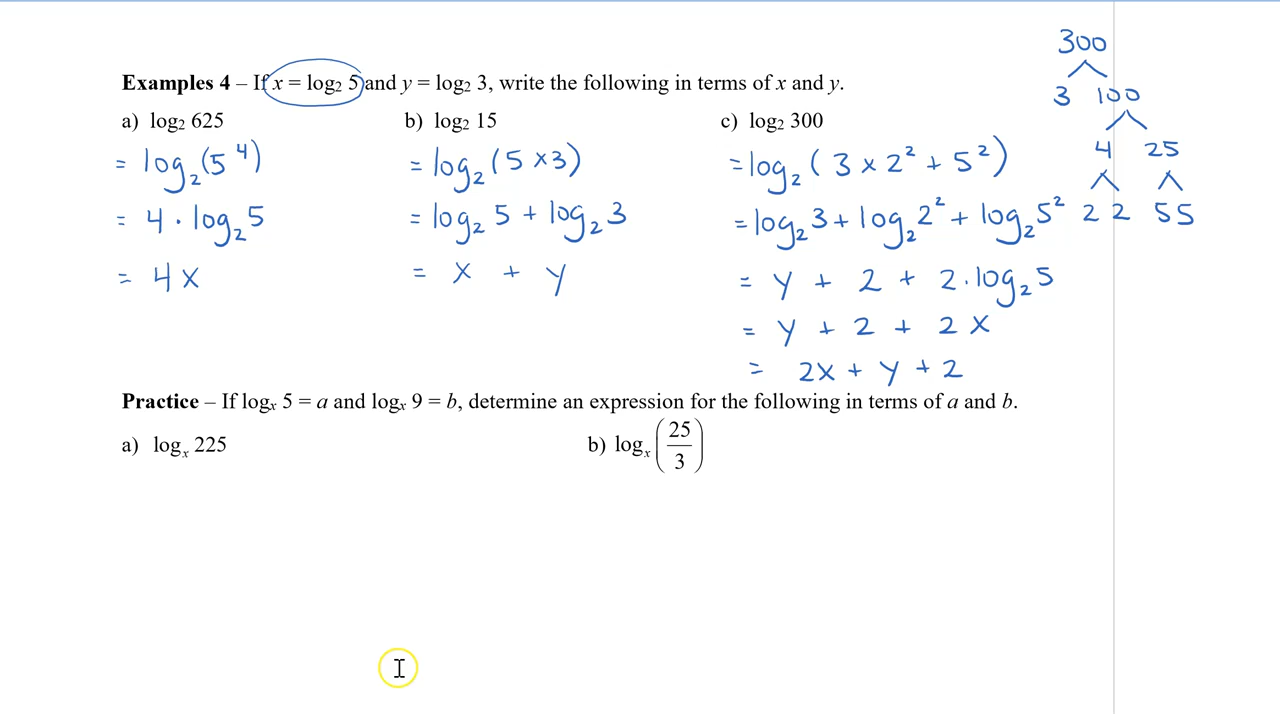 Examples 4 – If x = log₂ 5 and y = log₂ 3, write the following in terms of x and y.
a) log₂ 625
= log₂(5⁴)
= 4 · log₂5
= 4x
b) log₂ 15
= log₂(5 × 3)
= log₂5 + log₂3
= x + y
c) log₂ 300
= log₂(3 × 2² + 5²)
= log₂3 + log₂2² + log₂5²
= y + 2 + 2·log₂5
= y + 2 + 2x
= 2x + y + 2
300
3 100
4 25
2 2 5 5
Practice – If logₓ 5 = a and logₓ 9 = b, determine an expression for the following in terms of a and b.
a) logₓ 225
b) logₓ(25/3)